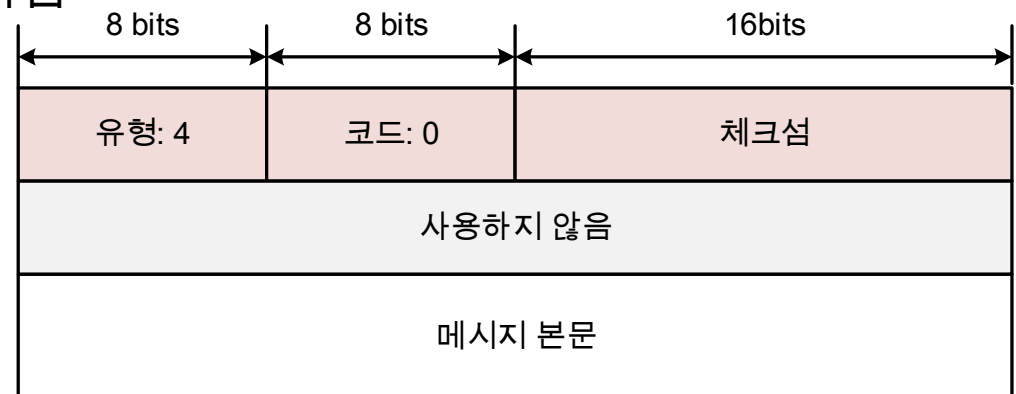 8 bits 8 bits 16bits
유형: 4 코드: 0 체크섬
사용하지 않음
메시지 본문